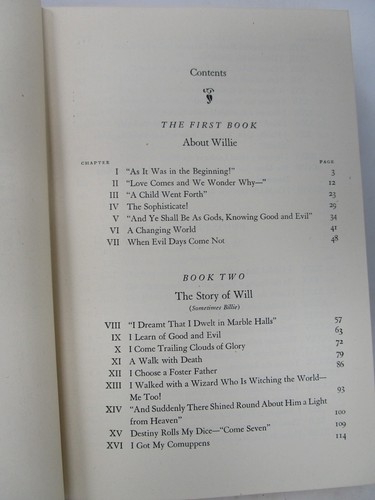 Contents
THE FIRST BOOK
About Willie
CHAPTER PAGE
I "As It Was in the Beginning!" 3
II "Love Comes and We Wonder Why—" 12
III "A Child Went Forth" 23
IV The Sophisticate! 29
V "And Ye Shall Be As Gods, Knowing Good and Evil" 34
VI A Changing World 41
VII When Evil Days Come Not 48
BOOK TWO
The Story of Will
(Sometimes Billie)
VIII "I Dreamt That I Dwelt in Marble Halls" 57
IX I Learn of Good and Evil 63
X I Come Trailing Clouds of Glory 72
XI A Walk with Death 79
XII I Choose a Foster Father 86
XIII I Walked with a Wizard Who Is Witching the World—
Me Too! 93
XIV "And Suddenly There Shined Round About Him a Light
from Heaven" 100
XV Destiny Rolls My Dice—"Come Seven" 109
XVI I Got My Comuppens 114